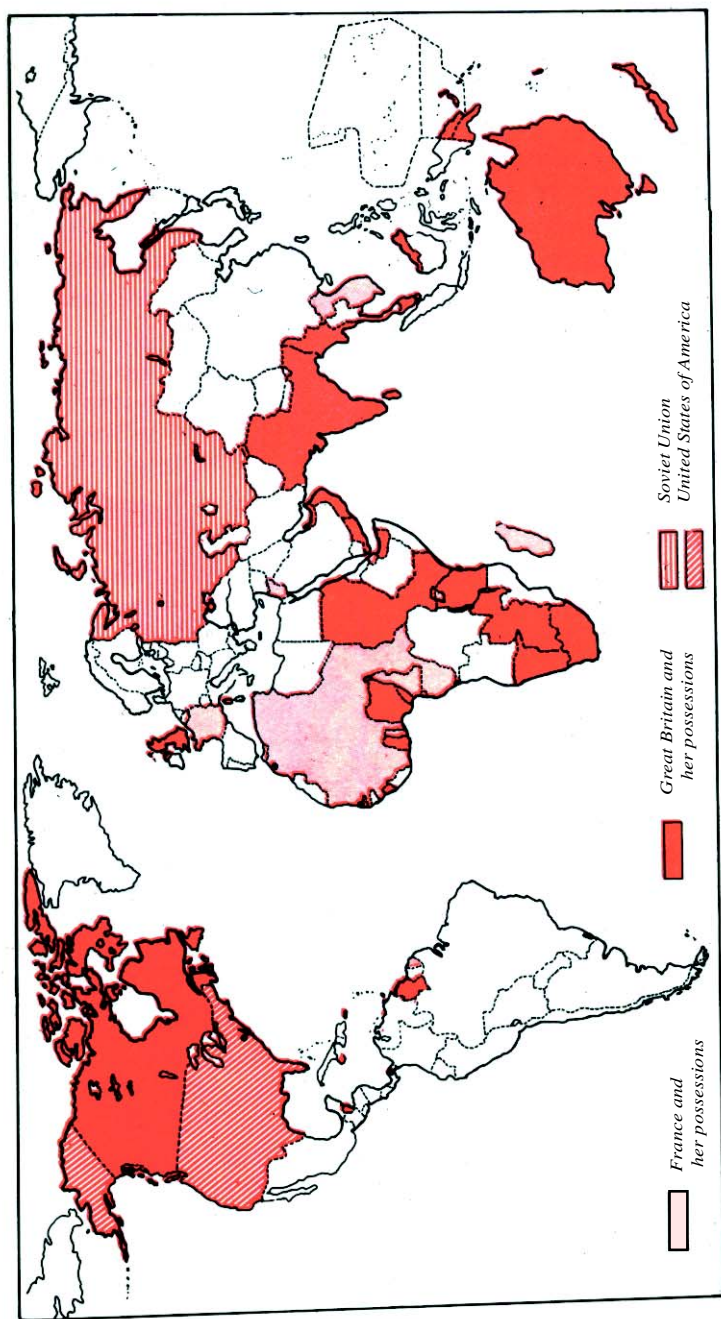 France and
her possessions
Great Britain and
her possessions
Soviet Union
United States of America